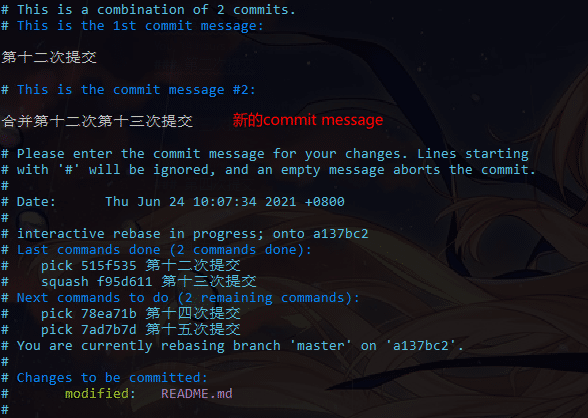 # This is a combination of 2 commits.
# This is the 1st commit message:
第十二次提交
# This is the commit message #2:
合并第十二次第十三次提交 新的commit message
# Please enter the commit message for your changes. Lines starting
# with '#' will be ignored, and an empty message aborts the commit.
#
# Date:      Thu Jun 24 10:07:34 2021 +0800
#
# interactive rebase in progress; onto a137bc2
# Last commands done (2 commands done):
#    pick 515f535 第十二次提交
#    squash f95d611 第十三次提交
# Next commands to do (2 remaining commands):
#    pick 78ea71b 第十四次提交
#    pick 7ad7b7d 第十五次提交
# You are currently rebasing branch 'master' on 'a137bc2'.
#
# Changes to be committed:
#       modified:   README.md
#